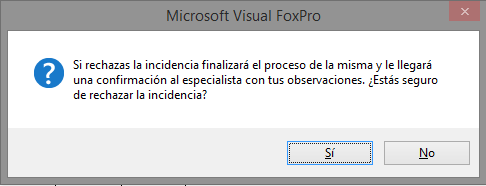 Microsoft Visual FoxPro
Si rechazas la incidencia finalizará el proceso de la misma y le llegará
una confirmación al especialista con tus observaciones. ¿Estás seguro
de rechazar la incidencia?
Sí
No